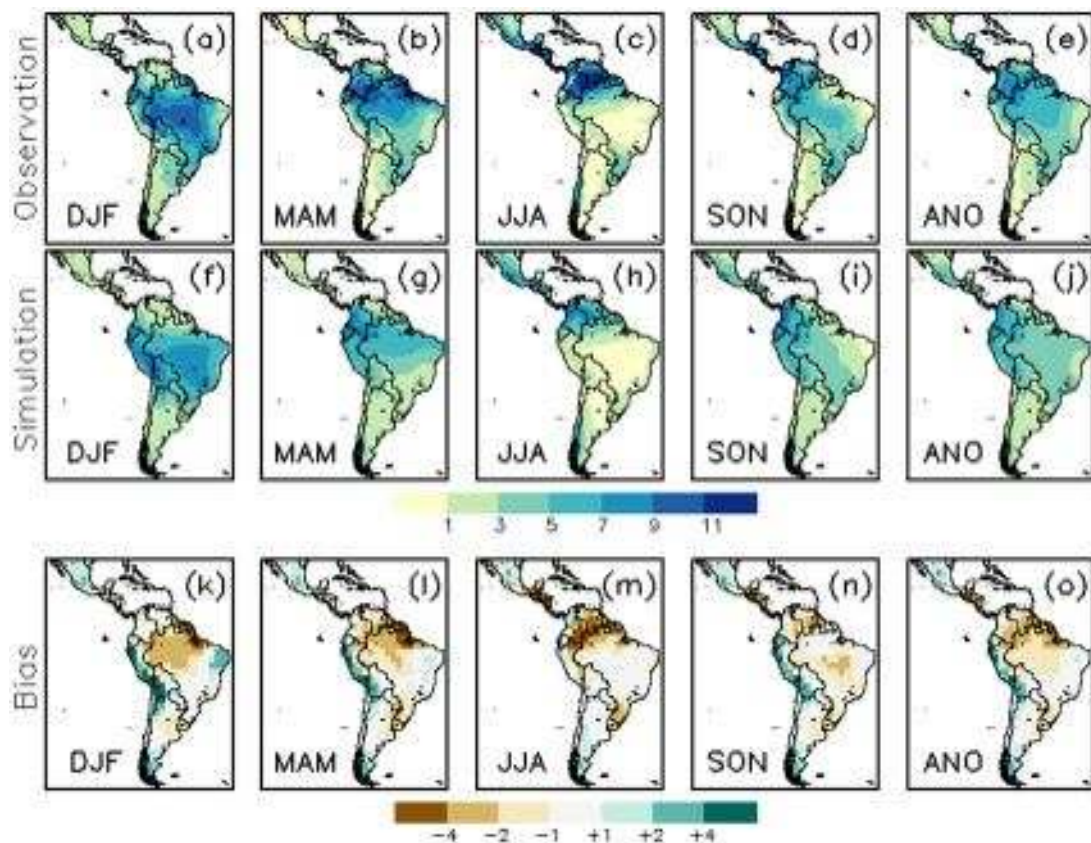 Observation
(a) (b) (c) (d) (e)
DJF MAM JJA SON ANO
Simulation
(f) (g) (h) (i) (j)
DJF MAM JJA SON ANO
1 3 5 7 9 11
Bias
(k) (l) (m) (n) (o)
DJF MAM JJA SON ANO
−4 −2 −1 +1 +2 +4